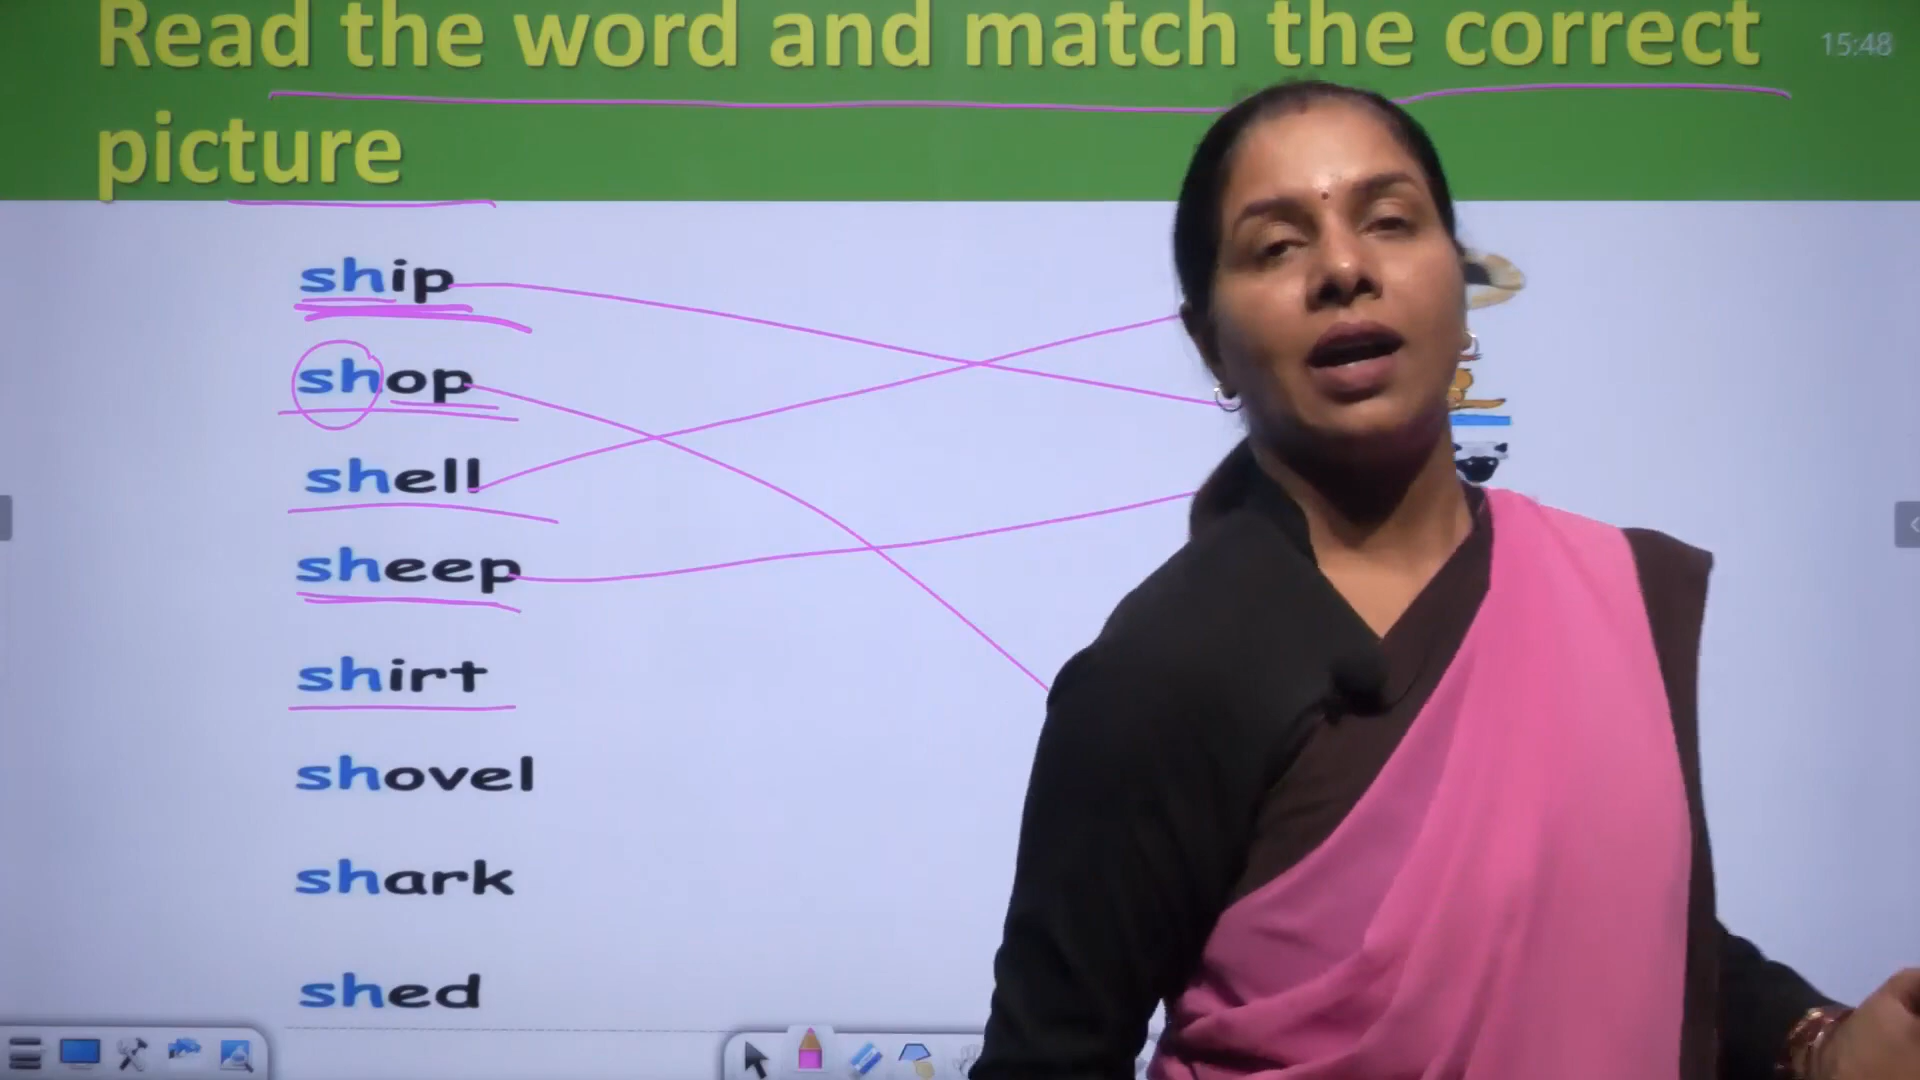 Read the word and match the correct
picture
15:48
ship
shop
shell
sheep
shirt
shovel
shark
shed